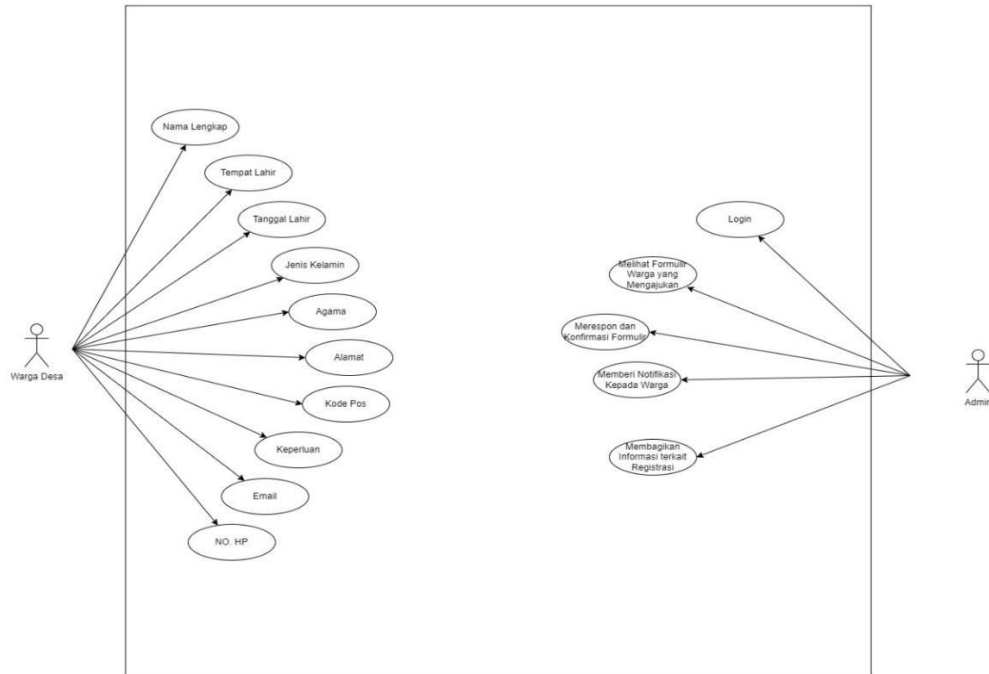 Nama Lengkap
Tempat Lahir
Tanggal Lahir
Jenis Kelamin
Agama
Alamat
Kode Pos
Keperluan
Email
NO. HP
Warga Desa
Login
Melihat Formulir
Warga yang
Mengajukan
Merespon dan
Konfirmasi Formulir
Memberi Notifikasi
Kepada Warga
Membagikan
Informasi terkait
Registrasi
Admin